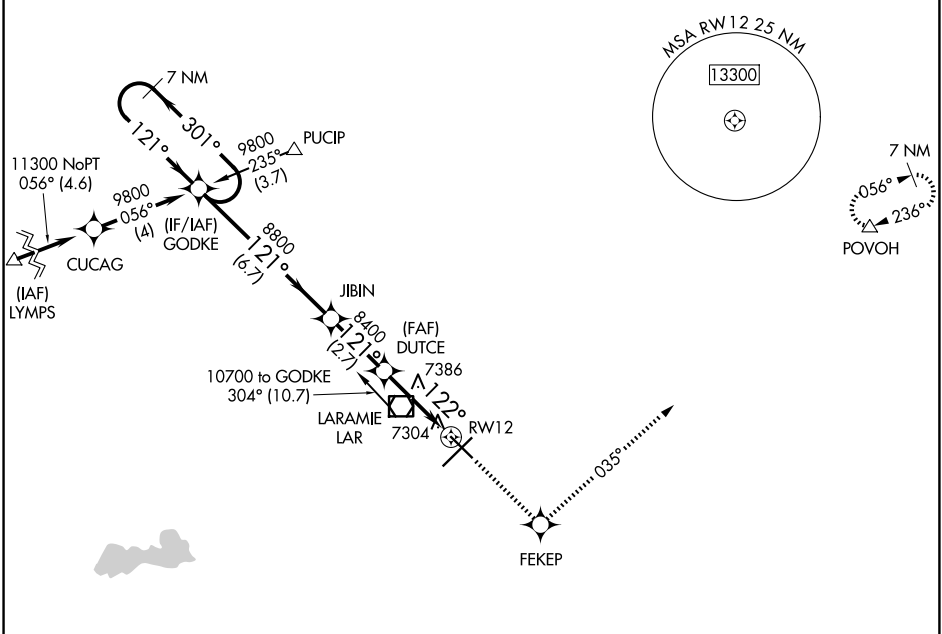 MSA RW12 25 NM
13300
7 NM
121°
301°
9800
235°
(3.7)
PUCIP
11300 NoPT
056° (4.6)
9800
056°
(4)
(IF/IAF)
GODKE
CUCAG
(IAF)
LYMPS
7 NM
056°
236°
POVOH
8800
121°
(6.7)
JIBIN
8400
121°
(2.7)
(FAF)
DUTCE
7386
122°
10700 to GODKE
304° (10.7)
LARAMIE
LAR
7304
RW12
035°
FEKEP